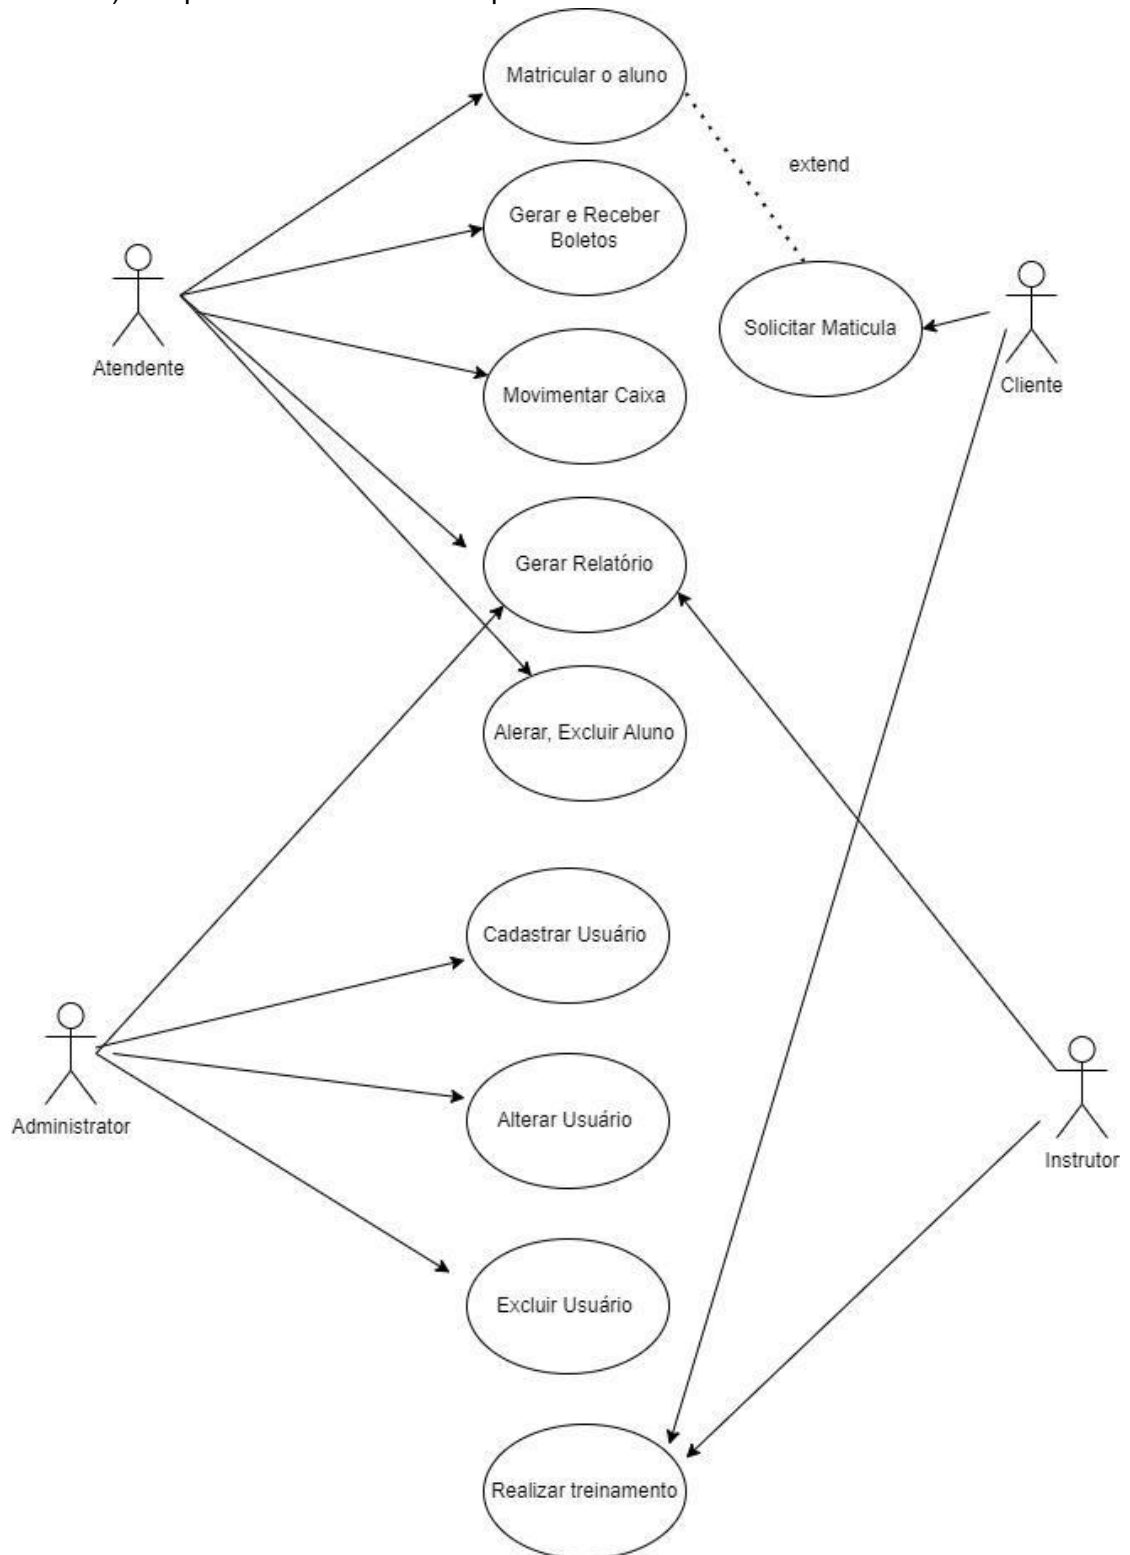 Matricular o aluno
extend
Gerar e Receber
Boletos
Solicitar Maticula
Atendente
Cliente
Movimentar Caixa
Gerar Relatório
Alerar, Excluir Aluno
Cadastrar Usuário
Administrator
Alterar Usuário
Instrutor
Excluir Usuário
Realizar treinamento